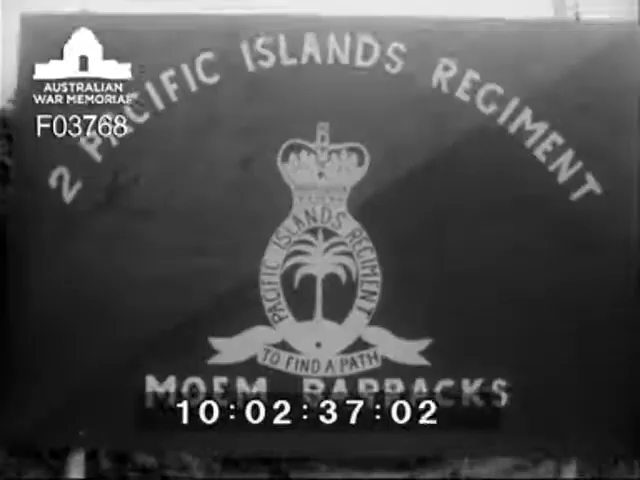 AUSTRALIAN
WAR MEMORIAL
F03768
2 PACIFIC ISLANDS REGIMENT
PACIFIC ISLANDS REGIMENT
TO FIND A PATH
MOEM BARRACKS
10:02:37:02